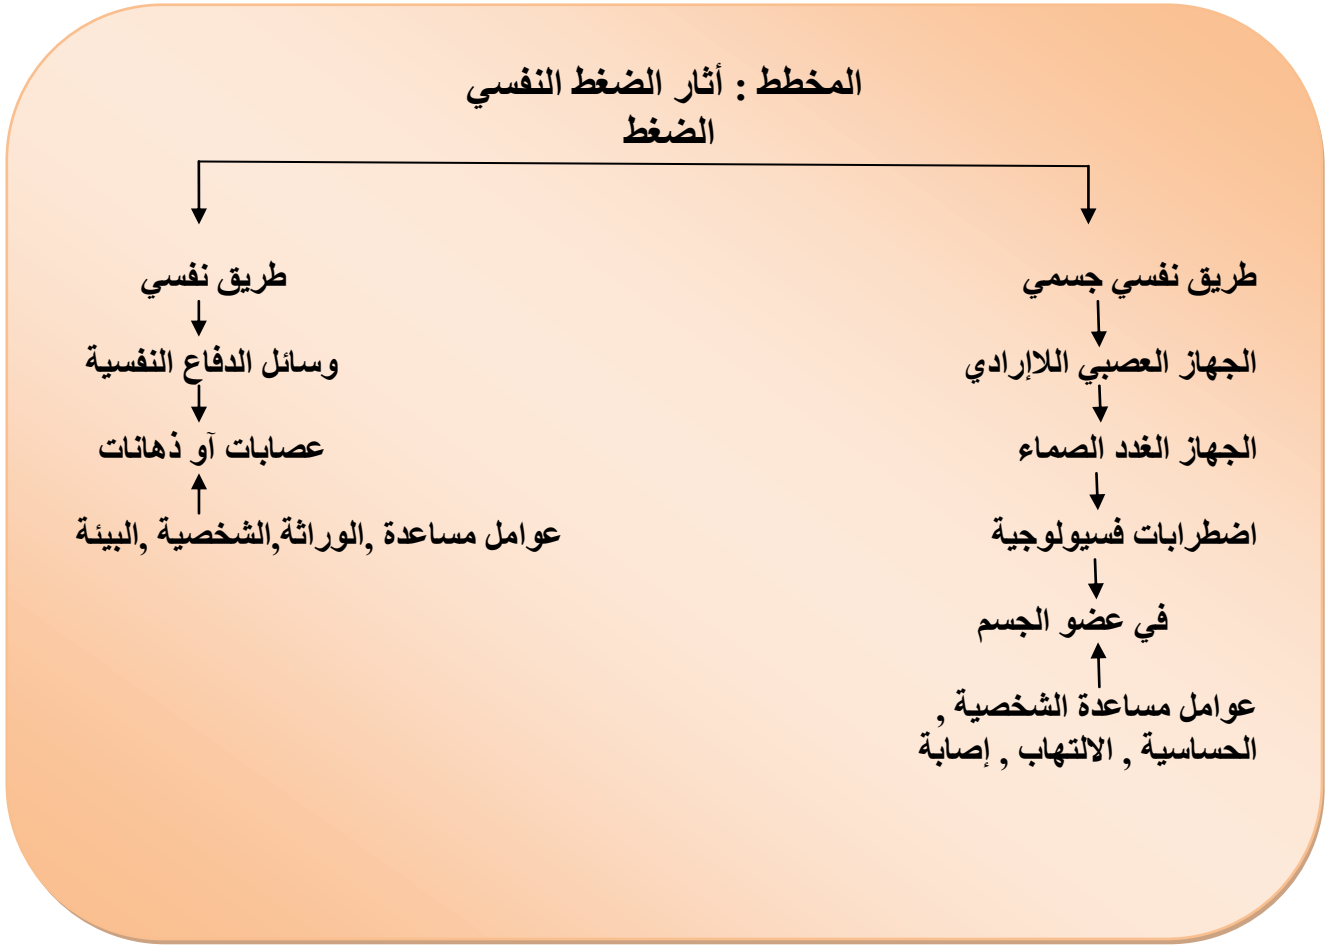 المخطط : أثار الضغط النفسي
الضغط
طريق نفسي جسمي
الجهاز العصبي اللاإرادي
الجهاز الغدد الصماء
اضطرابات فسيولوجية
في عضو الجسم
عوامل مساعدة الشخصية ,
الحساسية , الالتهاب , إصابة
طريق نفسي
وسائل الدفاع النفسية
عصابات آو ذهانات
عوامل مساعدة ,الوراثة,الشخصية ,البيئة